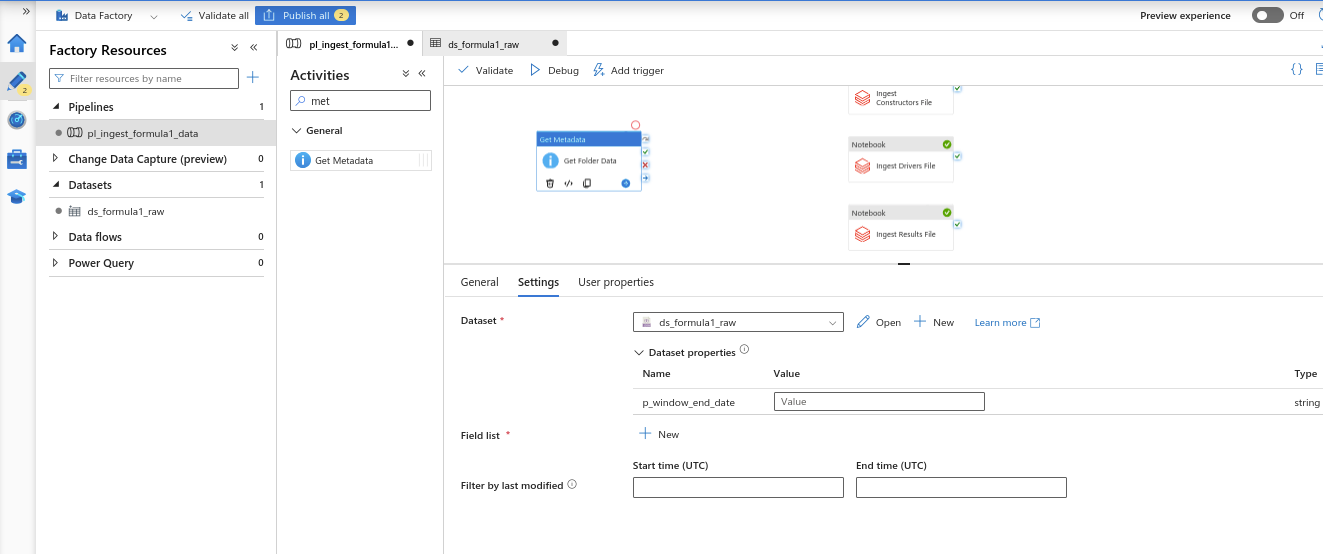 Data Factory
Validate all
Publish all 2
Preview experience
Off
Factory Resources
Filter resources by name
2
Pipelines 1
pl_ingest_formula1_data
Change Data Capture (preview) 0
Datasets 1
ds_formula1_raw
Data flows 0
Power Query 0
pl_ingest_formula1...
ds_formula1_raw
Activities
met
General
Get Metadata
Validate
Debug
Add trigger
Get Metadata
Get Folder Data
Ingest
Constructors File
Notebook
Ingest Drivers File
Notebook
Ingest Results File
General
Settings
User properties
Dataset *
ds_formula1_raw
Open
New
Learn more
Dataset properties
Name Value Type
p_window_end_date Value string
Field list *
New
Start time (UTC) End time (UTC)
Filter by last modified